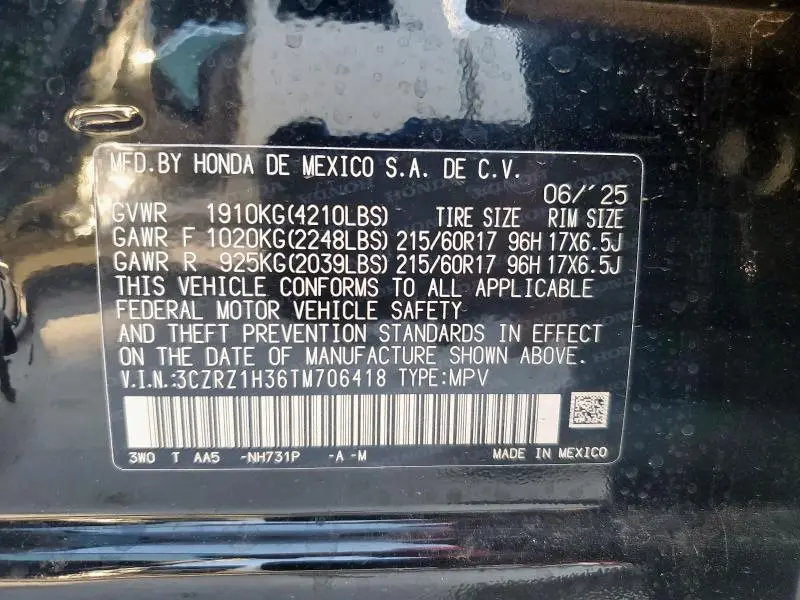 MFD.BY HONDA DE MEXICO S.A. DE C.V.
06/'25
GVWR 1910KG(4210LBS) TIRE SIZE RIM SIZE
GAWR F 1020KG(2248LBS) 215/60R17 96H 17X6.5J
GAWR R 925KG(2039LBS) 215/60R17 96H 17X6.5J
THIS VEHICLE CONFORMS TO ALL APPLICABLE
FEDERAL MOTOR VEHICLE SAFETY
AND THEFT PREVENTION STANDARDS IN EFFECT
ON THE DATE OF MANUFACTURE SHOWN ABOVE.
V.I.N.:3CZRZ1H36TM706418 TYPE:MPV
3W0 T AA5 -NH731P -A -M MADE IN MEXICO